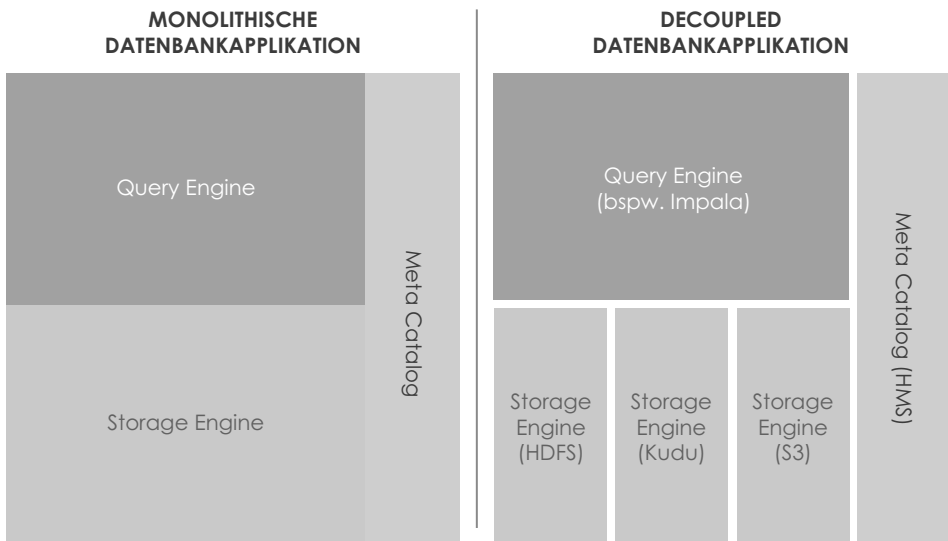 MONOLITHISCHE
DATENBANKAPPLIKATION
Query Engine
Storage Engine
Meta Catalog
DECOUPLED
DATENBANKAPPLIKATION
Query Engine
(bspw. Impala)
Storage
Engine
(HDFS)
Storage
Engine
(Kudu)
Storage
Engine
(S3)
Meta Catalog (HMS)